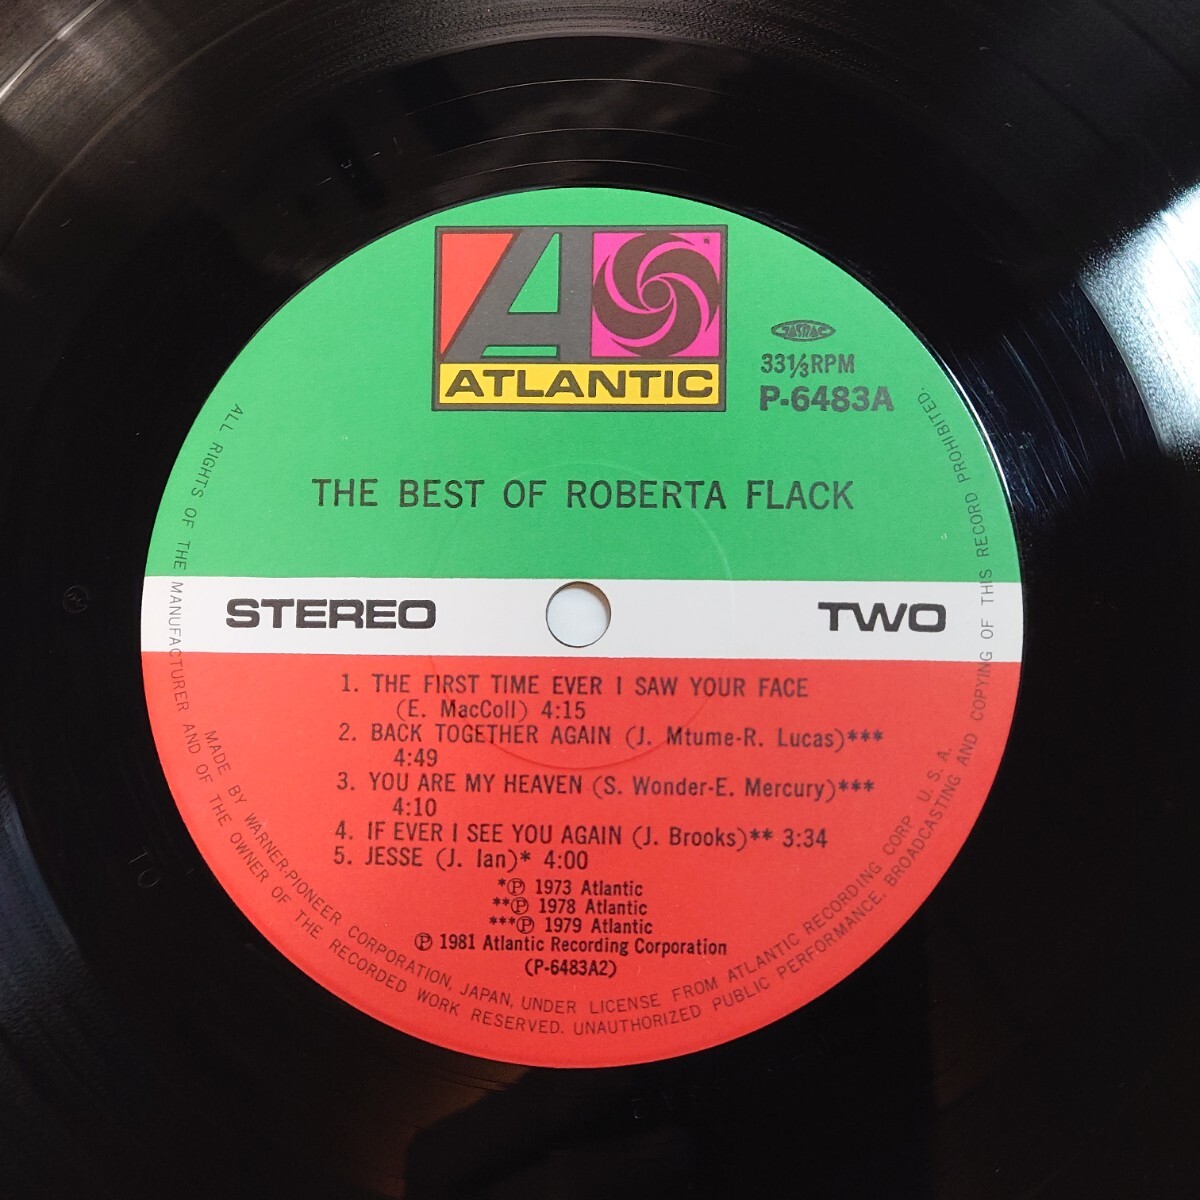 ATLANTIC
JASRAC
33⅓RPM
P-6483A
THE BEST OF ROBERTA FLACK
STEREO
TWO
1. THE FIRST TIME EVER I SAW YOUR FACE
(E. MacColl) 4:15
2. BACK TOGETHER AGAIN (J. Mtume-R. Lucas)***
4:49
3. YOU ARE MY HEAVEN (S. Wonder-E. Mercury)***
4:10
4. IF EVER I SEE YOU AGAIN (J. Brooks)** 3:34
5. JESSE (J. Ian)* 4:00
*Ⓟ 1973 Atlantic
**Ⓟ 1978 Atlantic
***Ⓟ 1979 Atlantic
Ⓟ 1981 Atlantic Recording Corporation
(P-6483A2)
MADE BY WARNER-PIONEER CORPORATION, JAPAN, UNDER LICENSE FROM ATLANTIC RECORDING CORP. U. S. A.
ALL RIGHTS OF THE MANUFACTURER AND OF THE OWNER OF THE RECORDED WORK RESERVED. UNAUTHORIZED PUBLIC PERFORMANCE, BROADCASTING AND COPYING OF THIS RECORD PROHIBITED.